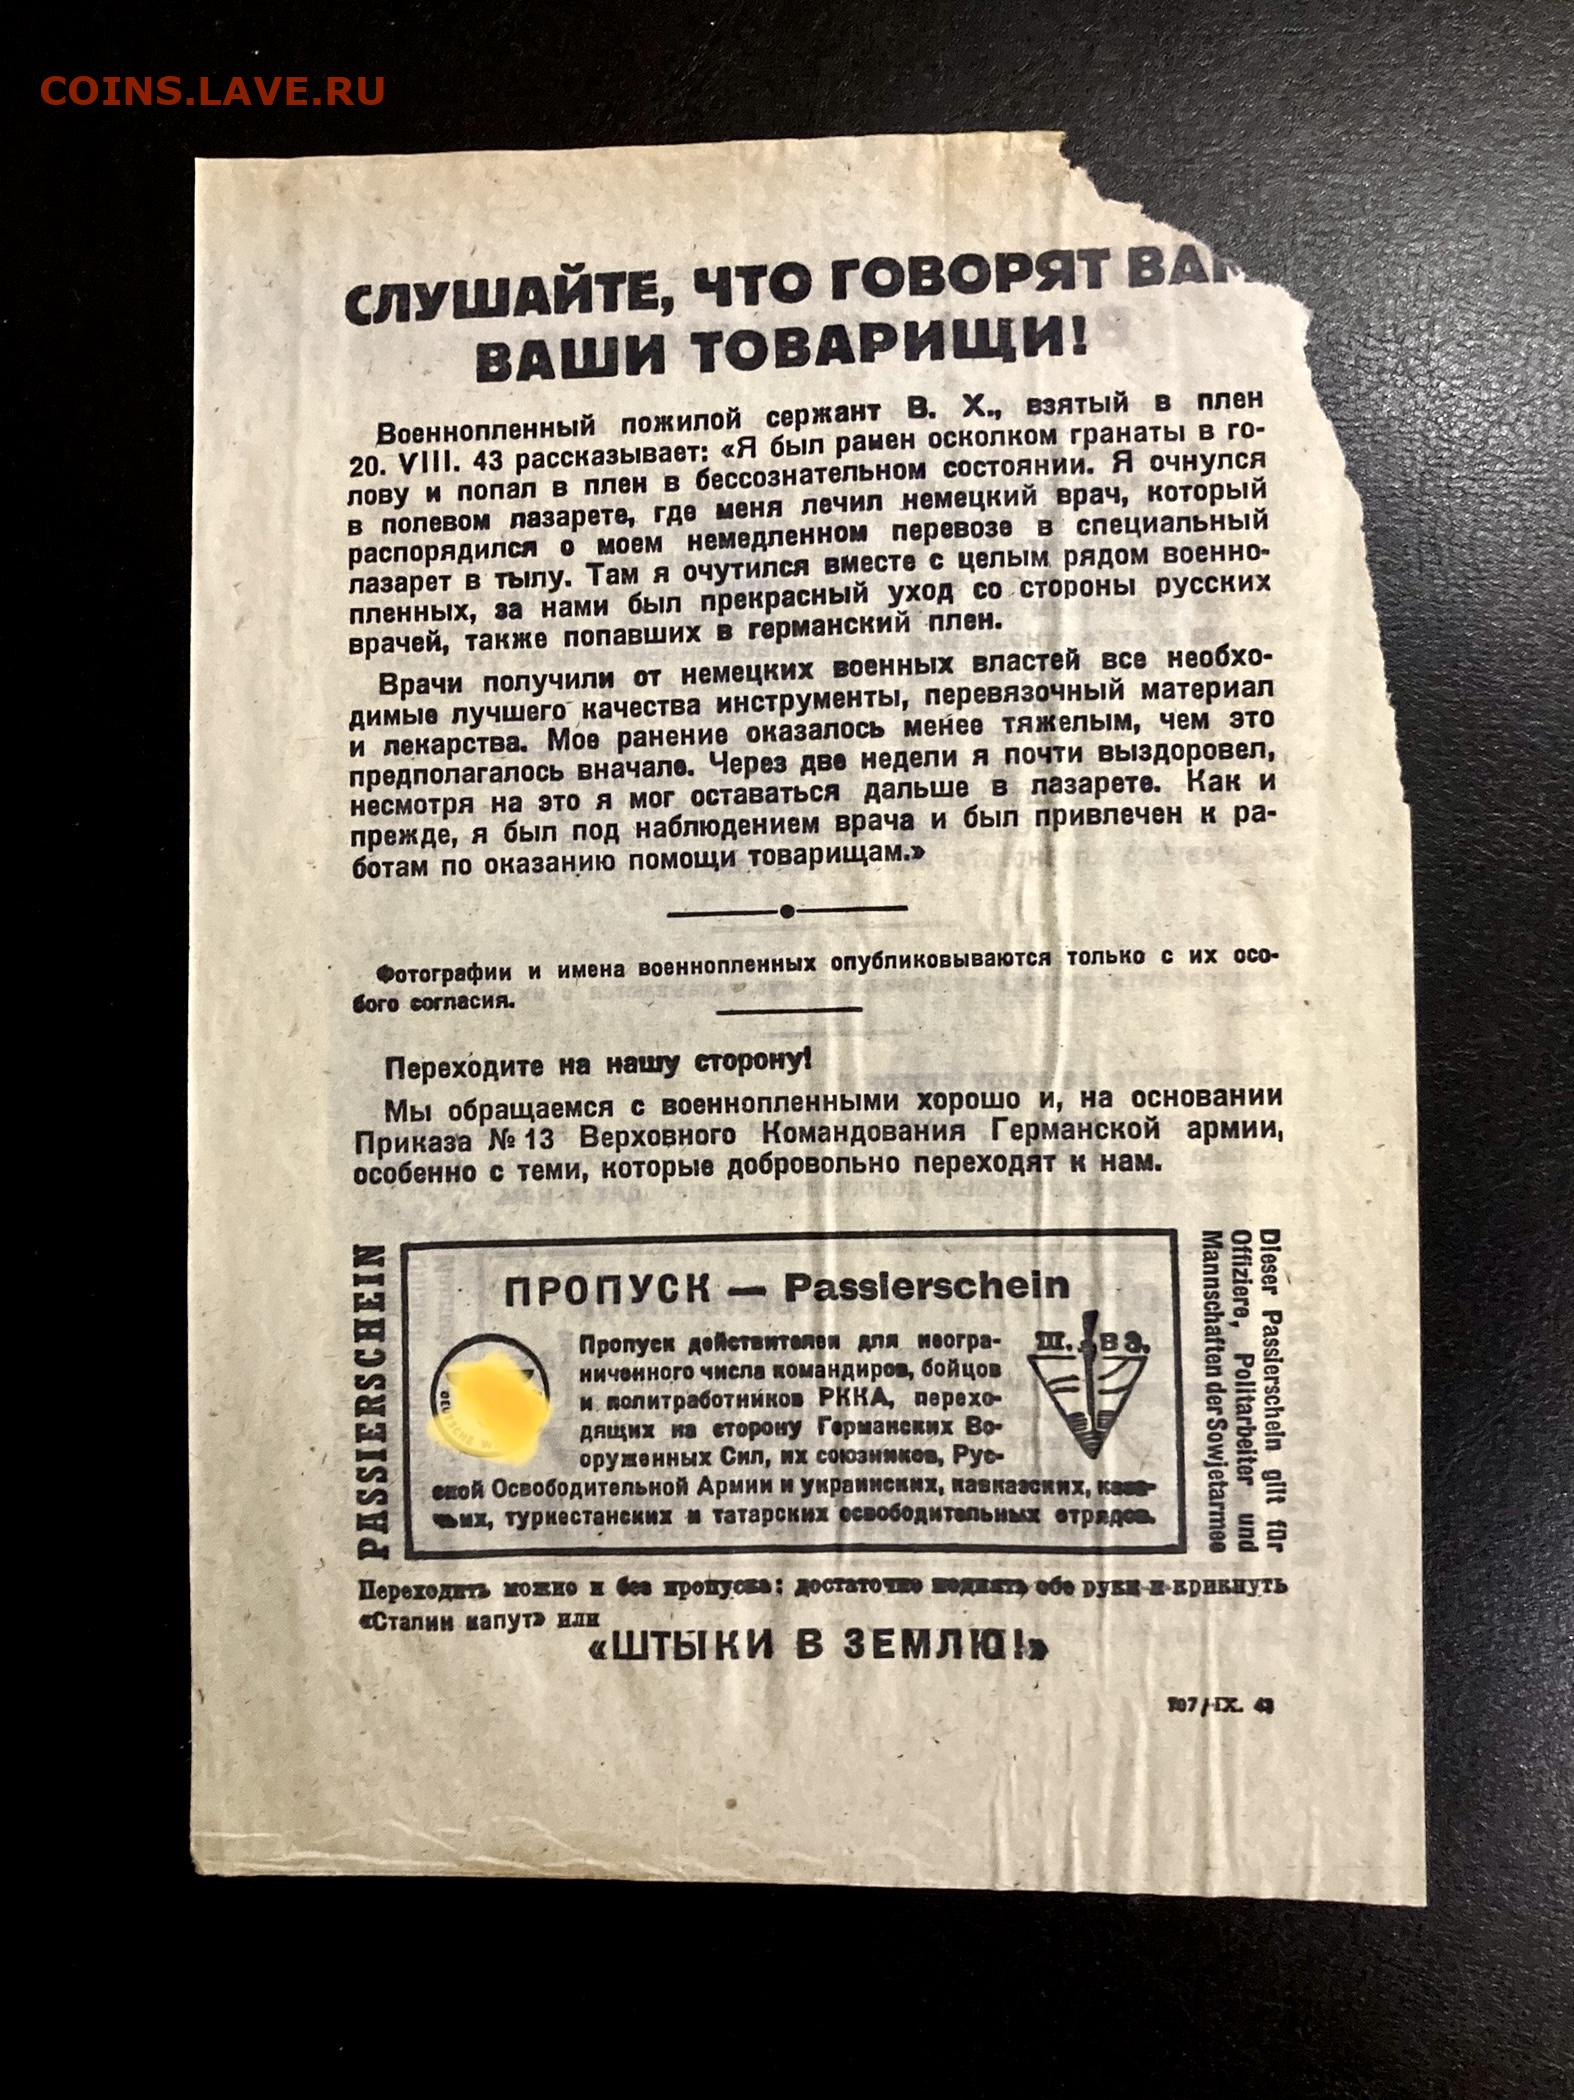 COINS.LAVE.RU
СЛУШАЙТЕ, ЧТО ГОВОРЯТ ВАМ
ВАШИ ТОВАРИЩИ!
Военнопленный пожилой сержант В. Х., взятый в плен
20. VIII. 43 рассказывает: «Я был ранен осколком гранаты в го-
лову и попал в плен в бессознательном состоянии. Я очнулся
в полевом лазарете, где меня лечил немецкий врач, который
распорядился о моем немедленном перевозе в специальный
лазарет в тылу. Там я очутился вместе с целым рядом военно-
пленных, за нами был прекрасный уход со стороны русских
врачей, также попавших в германский плен.
Врачи получили от немецких военных властей все необхо-
димые лучшего качества инструменты, перевязочный материал
и лекарства. Мое ранение оказалось менее тяжелым, чем это
предполагалось вначале. Через две недели я почти выздоровел,
несмотря на это я мог оставаться дальше в лазарете. Как и
прежде, я был под наблюдением врача и был привлечен к ра-
ботам по оказанию помощи товарищам.»
Фотографии и имена военнопленных опубликовываются только с их осо-
бого согласия.
Переходите на нашу сторону!
Мы обращаемся с военнопленными хорошо и, на основании
Приказа № 13 Верховного Командования Германской армии,
особенно с теми, которые добровольно переходят к нам.
PASSIERSCHEIN
ПРОПУСК — Passierschein
Пропуск действителен для неогра-
ниченного числа командиров, бойцов
и политработников РККА, перехо-
дящих на сторону Германских Во-
оруженных Сил, их союзников, Рус-
ской Освободительной Армии и украинских, кавказских, каза-
чьих, туркестанских и татарских освободительных отрядов.
DEUTSCHE W
Ш. В З.
Dieser Passierschein gilt für
Offiziere, Politarbeiter und
Mannschaften der Sowjetarmee
Переходить можно и без пропуска: достаточно поднять обе руки и крикнуть
«Сталин капут» или
«ШТЫКИ В ЗЕМЛЮ!»
IX. 43